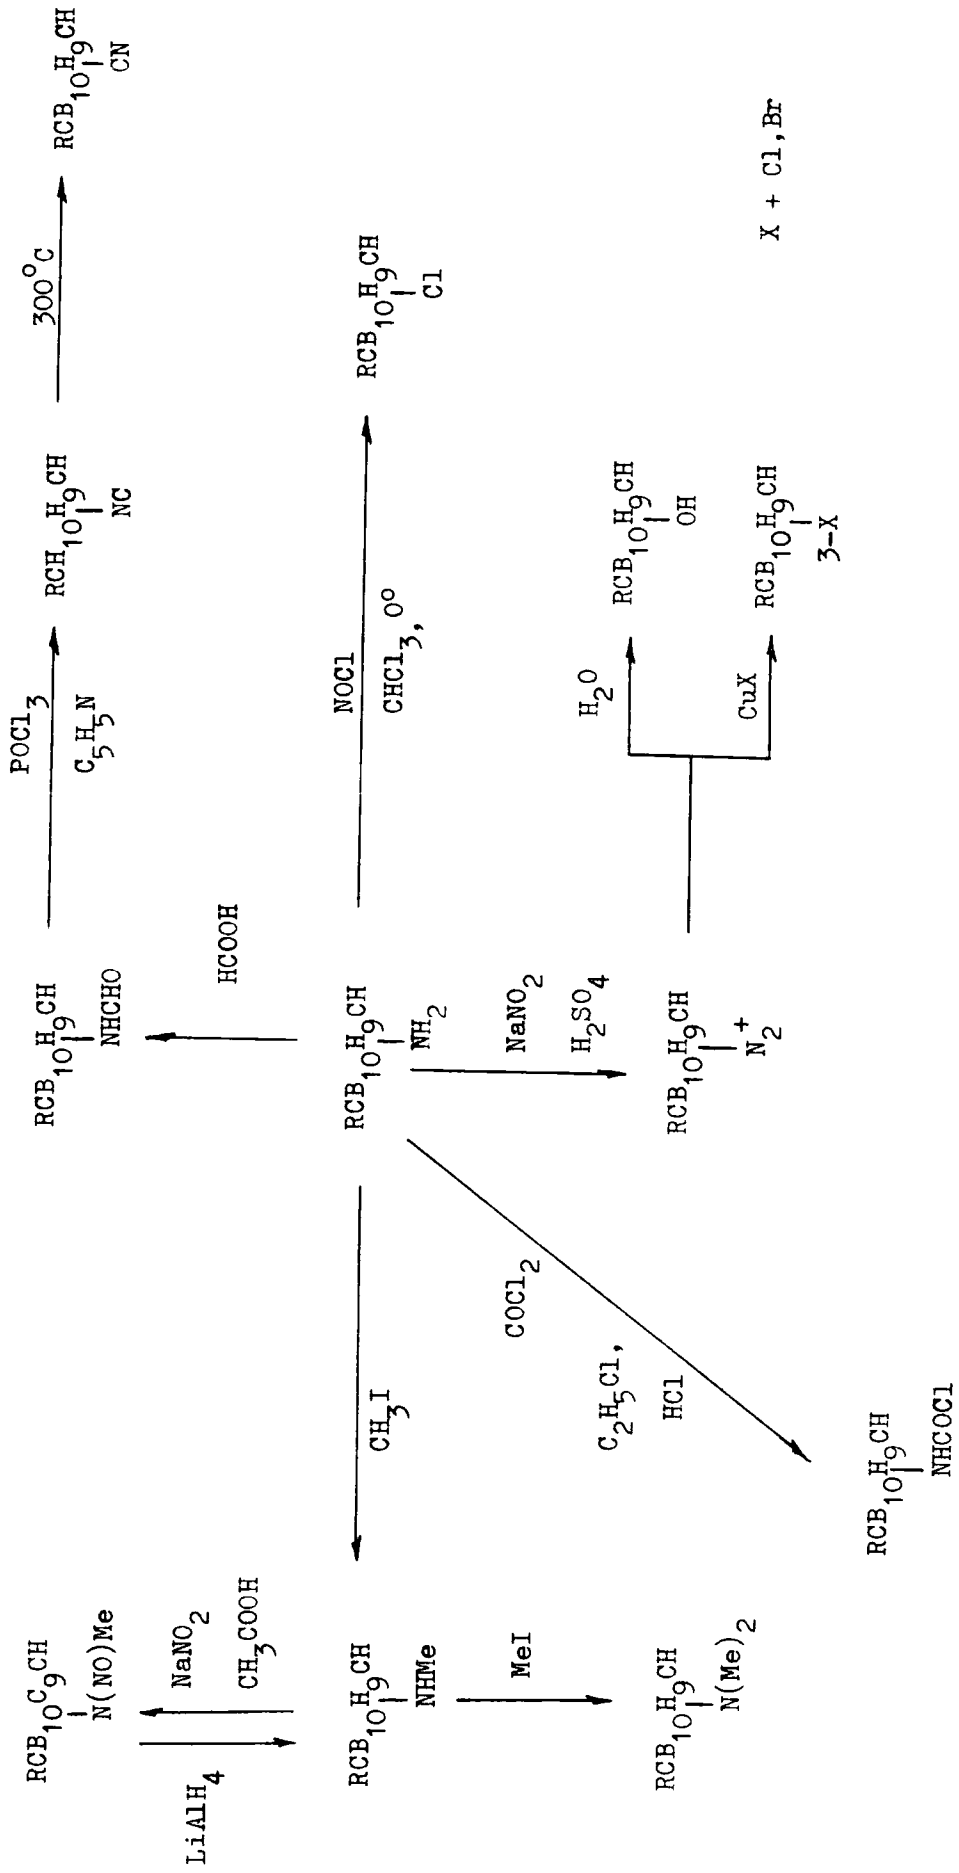 RCB₁₀C₉CH
N(NO)Me
RCB₁₀H₉CH
NHCHO
POCl₃
C₅H₅N
RCH₁₀H₉CH
NC
300°C
RCB₁₀H₉CH
CN
LiAlH₄
NaNO₂
CH₃COOH
HCOOH
RCB₁₀H₉CH
NHMe
CH₃I
RCB₁₀H₉CH
NH₂
NOCl
CHCl₃, 0°
RCB₁₀H₉CH
Cl
MeI
COCl₂
C₂H₅Cl,
HCl
NaNO₂
H₂SO₄
H₂O
RCB₁₀H₉CH
OH
RCB₁₀H₉CH
N(Me)₂
RCB₁₀H₉CH
N₂⁺
CuX
RCB₁₀H₉CH
3-X
X + Cl,Br
RCB₁₀H₉CH
NHCOCl